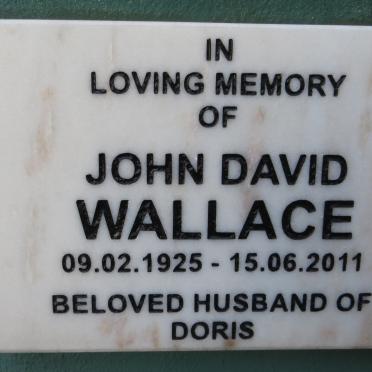 IN
LOVING MEMORY
OF
JOHN DAVID
WALLACE
09.02.1925 - 15.06.2011
BELOVED HUSBAND OF
DORIS